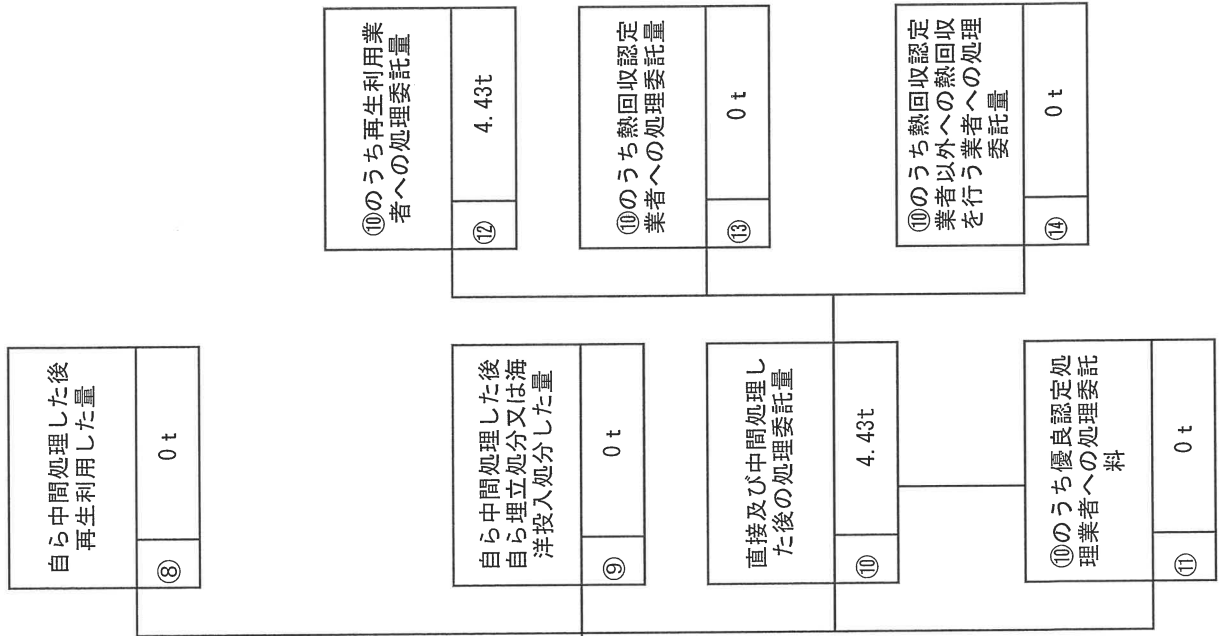 自ら中間処理した後
再生利用した量
⑧
0 t
自ら中間処理した後
自ら埋立処分又は海
洋投入処分した量
⑨
0 t
直接及び中間処理し
た後の処理委託量
⑩
4.43t
⑩のうち優良認定処
理業者への処理委託
料
⑪
0 t
⑩のうち再生利用業
者への処理委託量
⑫
4.43t
⑩のうち熱回収認定
業者への処理委託量
⑬
0 t
⑩のうち熱回収認定
業者以外への熱回収
を行う業者への処理
委託量
⑭
0 t